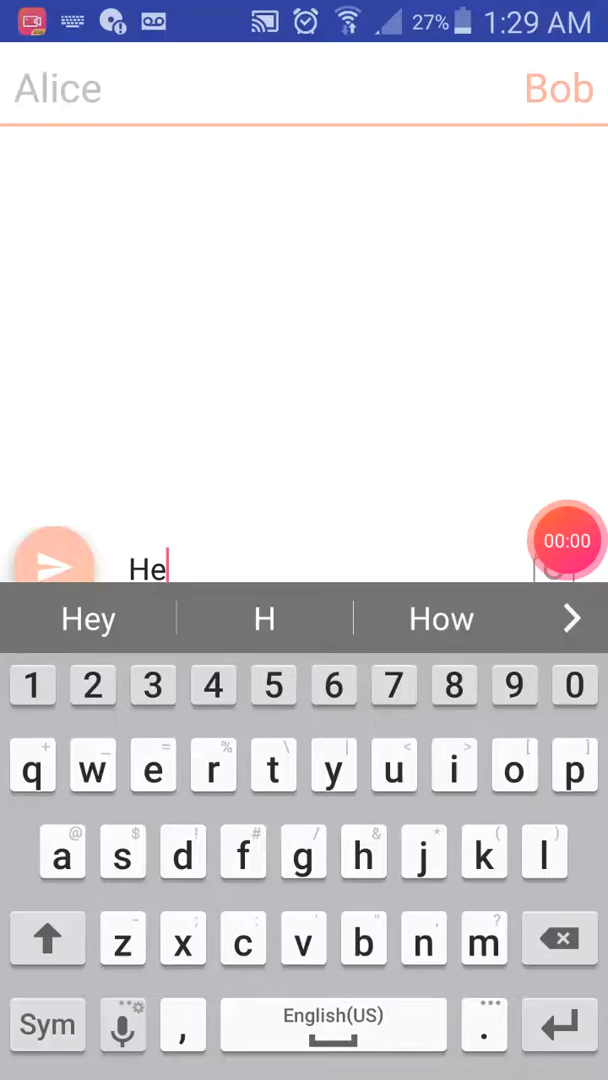 27% 1:29 AM
Alice Bob
He 00:00
Hey H How
1 2 3 4 5 6 7 8 9 0
+ _ = % \ | < > [ ]
q w e r t y u i o p
@ $ ! # / & * ( )
a s d f g h j k l
- ' ; : , " ' ?
z x c v b n m
Sym , English(US) .